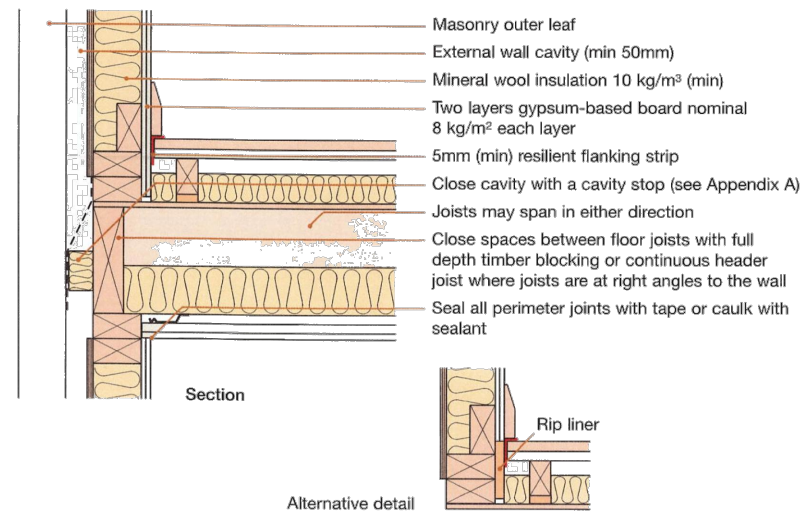 Masonry outer leaf
External wall cavity (min 50mm)
Mineral wool insulation 10 kg/m³ (min)
Two layers gypsum-based board nominal
8 kg/m² each layer
5mm (min) resilient flanking strip
Close cavity with a cavity stop (see Appendix A)
Joists may span in either direction
Close spaces between floor joists with full
depth timber blocking or continuous header
joist where joists are at right angles to the wall
Seal all perimeter joints with tape or caulk with
sealant
Section
Rip liner
Alternative detail